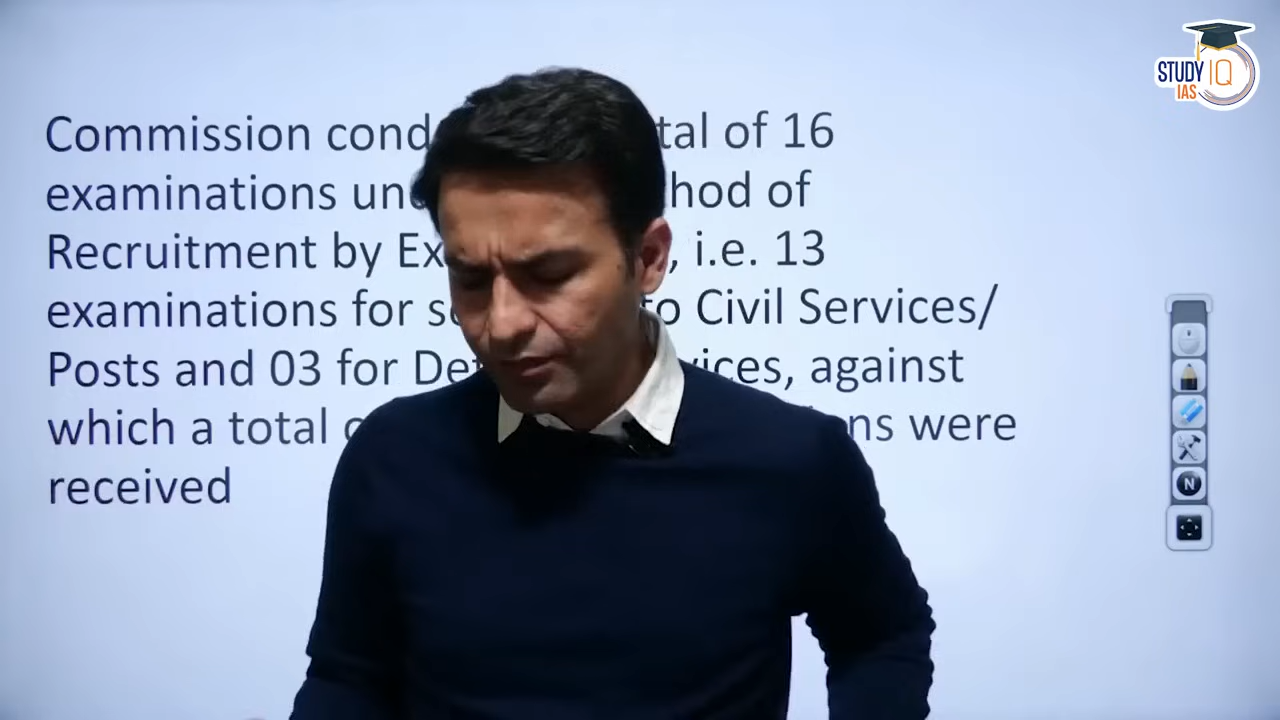 Commission cond tal of 16
examinations un hod of
Recruitment by Ex , i.e. 13
examinations for s to Civil Services/
Posts and 03 for De ices, against
which a total ns were
received
STUDY IQ
IAS
N